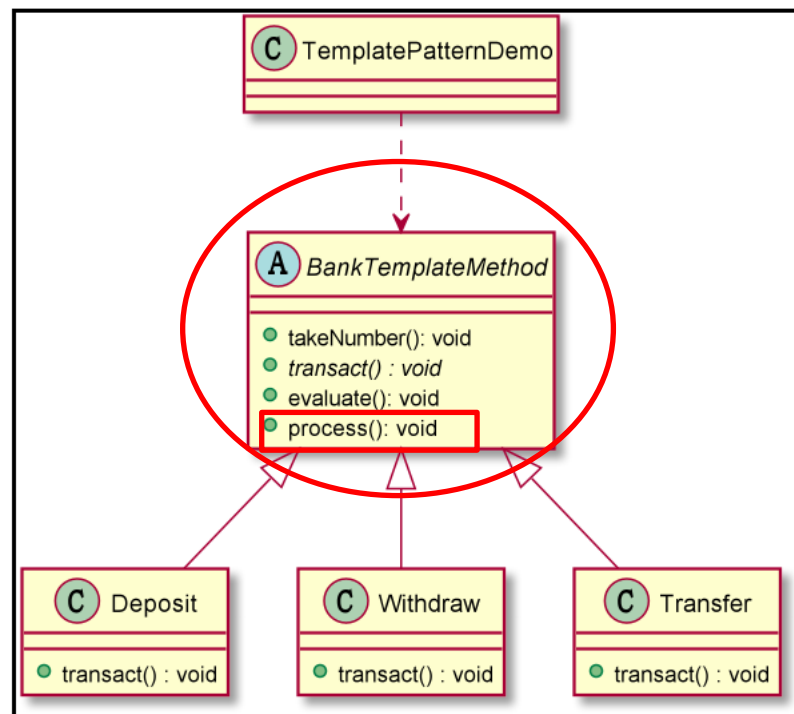 C TemplatePatternDemo
A BankTemplateMethod
takeNumber(): void
transact() : void
evaluate(): void
process(): void
C Deposit
transact() : void
C Withdraw
transact() : void
C Transfer
transact() : void